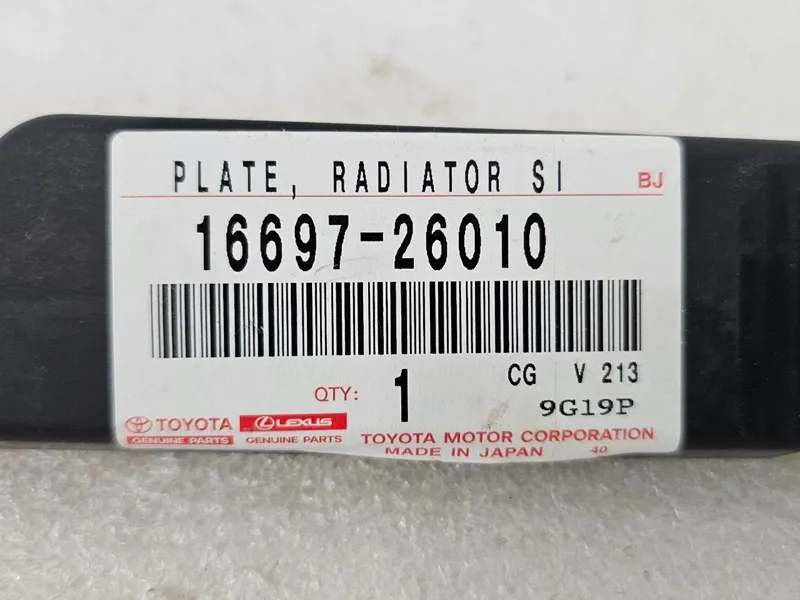 PLATE, RADIATOR SI BJ
16697-26010
CG V 213
QTY: 1
9G19P
TOYOTA LEXUS
GENUINE PARTS GENUINE PARTS TOYOTA MOTOR CORPORATION
MADE IN JAPAN 40